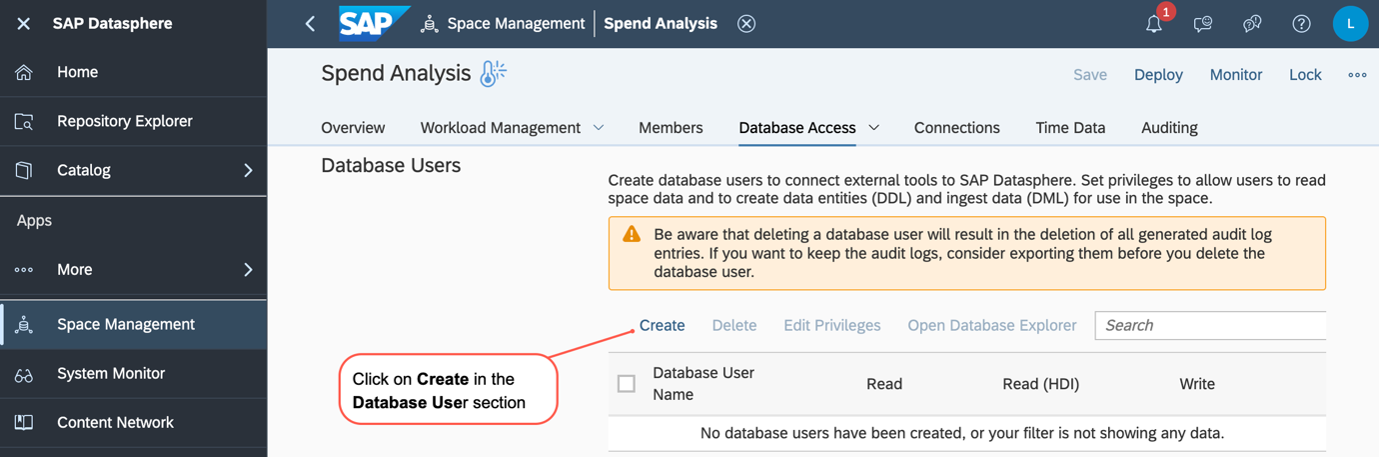 SAP Datasphere
Home
Repository Explorer
Catalog
Apps
More
Space Management
System Monitor
Content Network
SAP Space Management Spend Analysis 1 L
Spend Analysis Save Deploy Monitor Lock
Overview Workload Management Members Database Access Connections Time Data Auditing
Database Users
Create database users to connect external tools to SAP Datasphere. Set privileges to allow users to read
space data and to create data entities (DDL) and ingest data (DML) for use in the space.
Be aware that deleting a database user will result in the deletion of all generated audit log
entries. If you want to keep the audit logs, consider exporting them before you delete the
database user.
Create Delete Edit Privileges Open Database Explorer Search
Click on Create in the
Database User section
Database User
Name
Read Read (HDI) Write
No database users have been created, or your filter is not showing any data.